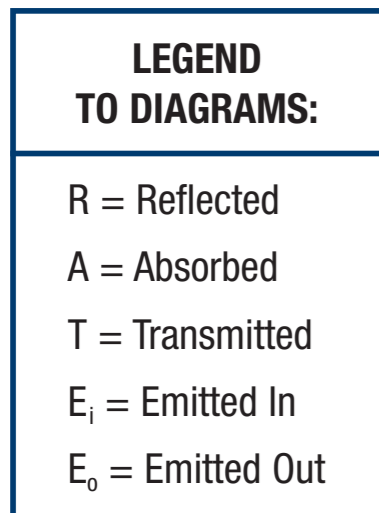 LEGEND
TO DIAGRAMS:
R = Reflected
A = Absorbed
T = Transmitted
Eᵢ = Emitted In
Eₒ = Emitted Out